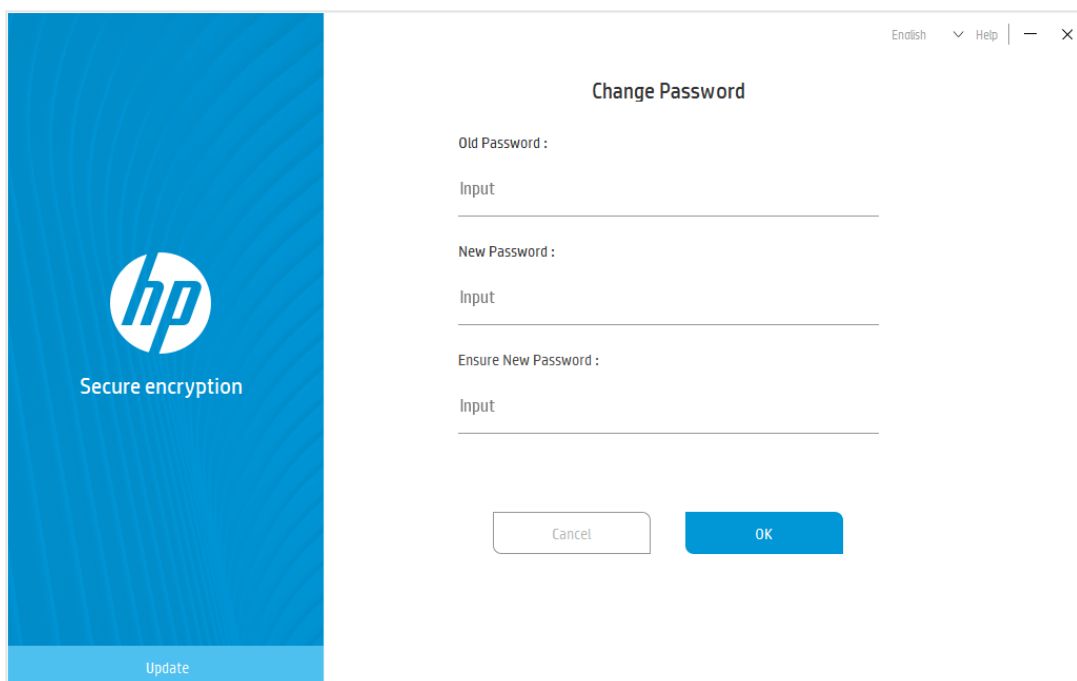 English Help
Change Password
Old Password :
Input
New Password :
Input
hp
Secure encryption
Ensure New Password :
Input
Cancel OK
Update